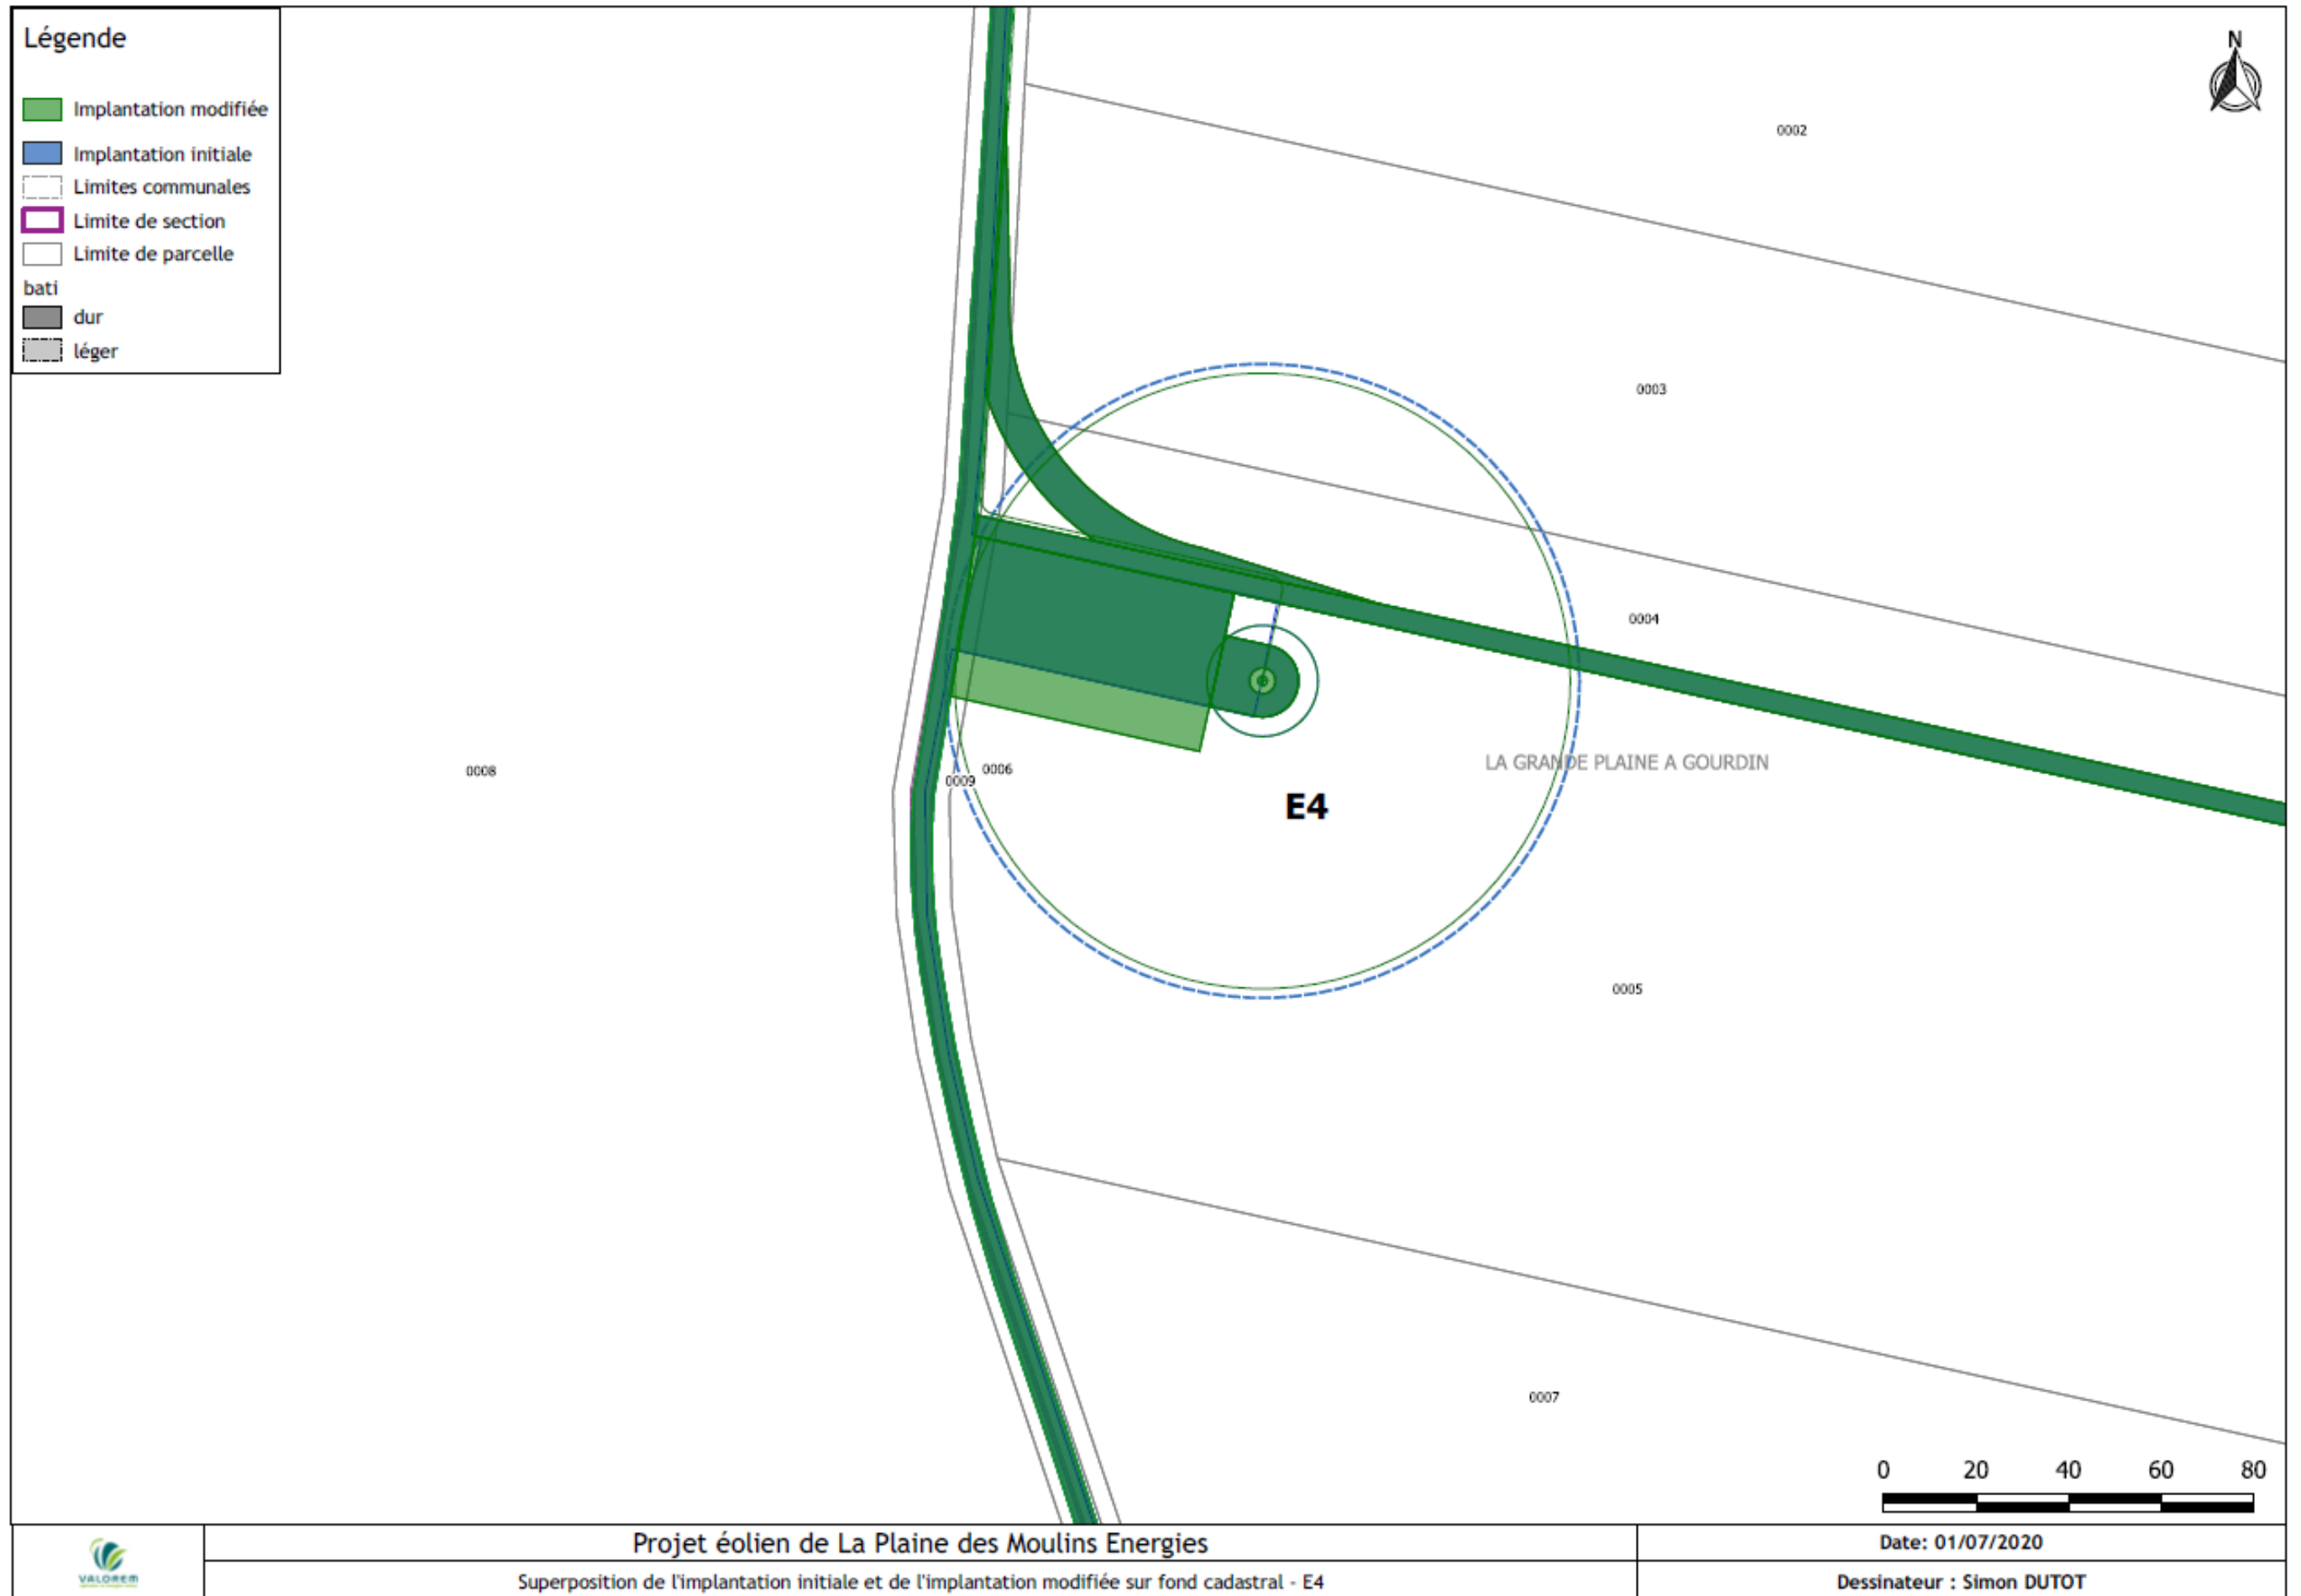 Légende
Implantation modifiée
Implantation initiale
Limites communales
Limite de section
Limite de parcelle
bati
dur
léger
N
0002
0003
0004
LA GRANDE PLAINE A GOURDIN
0008
0006
0009
E4
0005
0007
0 20 40 60 80
VALOREM
Projet éolien de La Plaine des Moulins Energies
Date: 01/07/2020
Superposition de l'implantation initiale et de l'implantation modifiée sur fond cadastral - E4
Dessinateur : Simon DUTOT